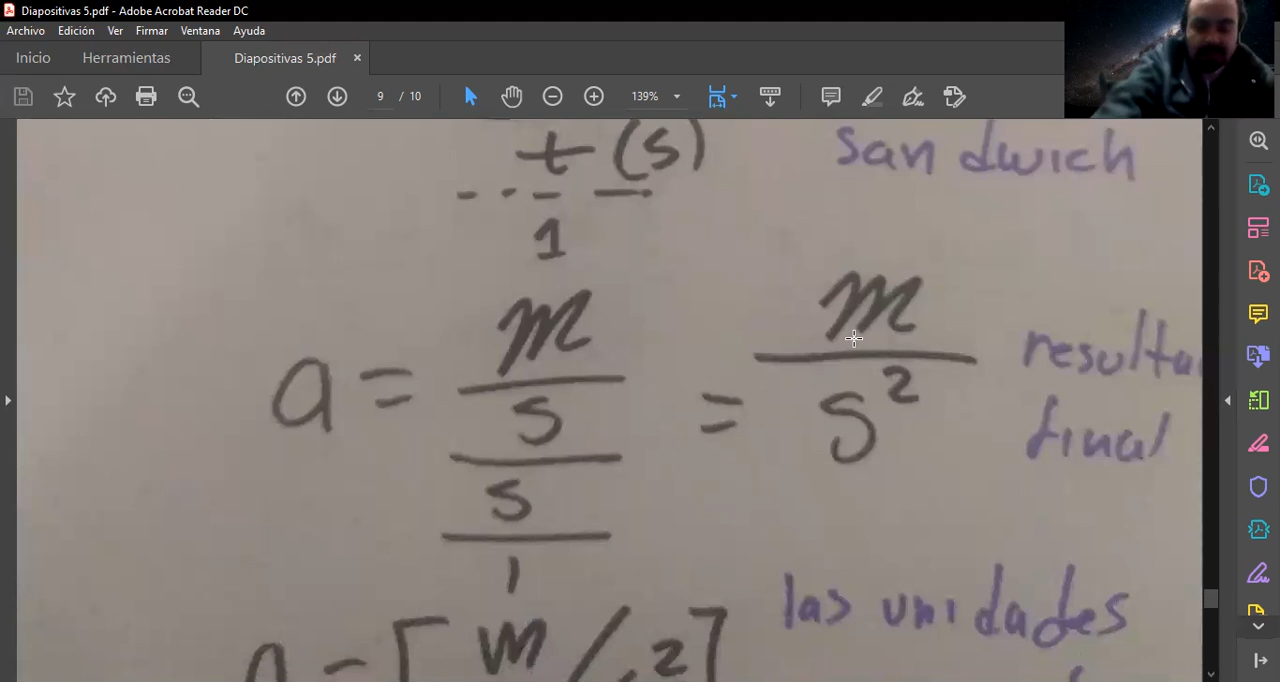 Diapositivas 5.pdf - Adobe Acrobat Reader DC
Archivo Edición Ver Firmar Ventana Ayuda
Inicio Herramientas Diapositivas 5.pdf ×
9 / 10 139%
t (s) sandwich
1
a = m/s / s/1 = m/s² resulta
final
las unidades
a = [m/s²]